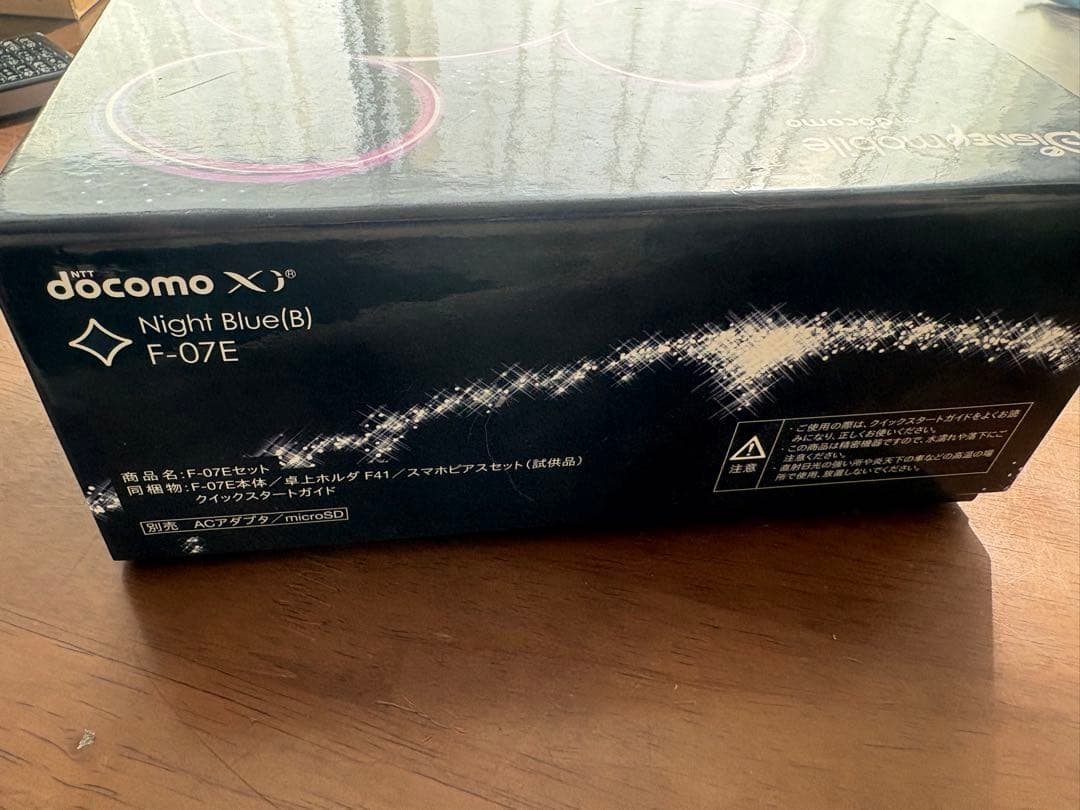 Disney mobile
on docomo
NTT
docomo Xi®
Night Blue(B)
F-07E
商品名:F-07Eセット
同梱物:F-07E本体/卓上ホルダ F41/スマホピアスセット(試供品)
クイックスタートガイド
別売 ACアダプタ/microSD
注意
・ご使用の際は、クイックスタートガイドをよくお読
みになり、正しくお使いください。
・この商品は精密機器ですので、水濡れや落下にご
注意ください。
・直射日光の強い所や炎天下の車などの高温の場
所で使用、放置しないでください。